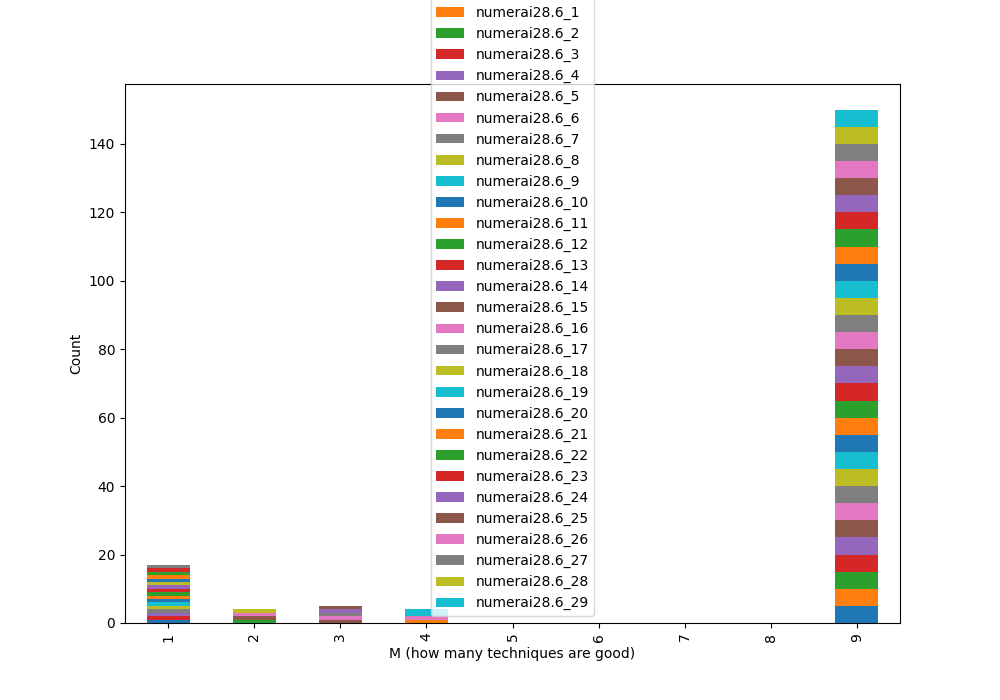 numerai28.6_1
numerai28.6_2
numerai28.6_3
numerai28.6_4
numerai28.6_5
numerai28.6_6
numerai28.6_7
numerai28.6_8
numerai28.6_9
numerai28.6_10
numerai28.6_11
numerai28.6_12
numerai28.6_13
numerai28.6_14
numerai28.6_15
numerai28.6_16
numerai28.6_17
numerai28.6_18
numerai28.6_19
numerai28.6_20
numerai28.6_21
numerai28.6_22
numerai28.6_23
numerai28.6_24
numerai28.6_25
numerai28.6_26
numerai28.6_27
numerai28.6_28
numerai28.6_29
140
120
100
80
60
40
20
0
Count
1 2 3 4 5 6 7 8 9
M (how many techniques are good)